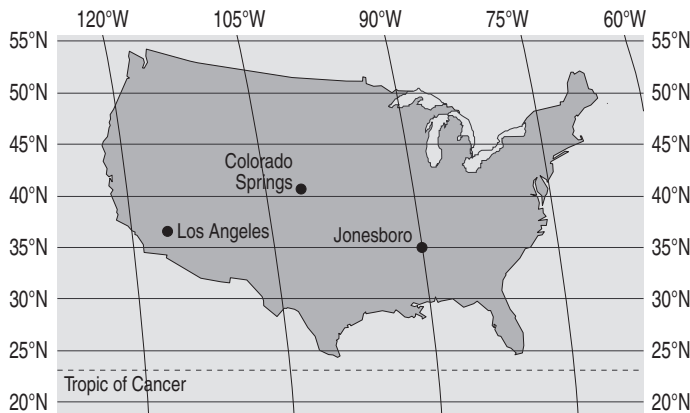 120°W 105°W 90°W 75°W 60°W
55°N 55°N
50°N 50°N
45°N 45°N
Colorado
Springs
40°N 40°N
Los Angeles
Jonesboro
35°N 35°N
30°N 30°N
25°N 25°N
Tropic of Cancer
20°N 20°N